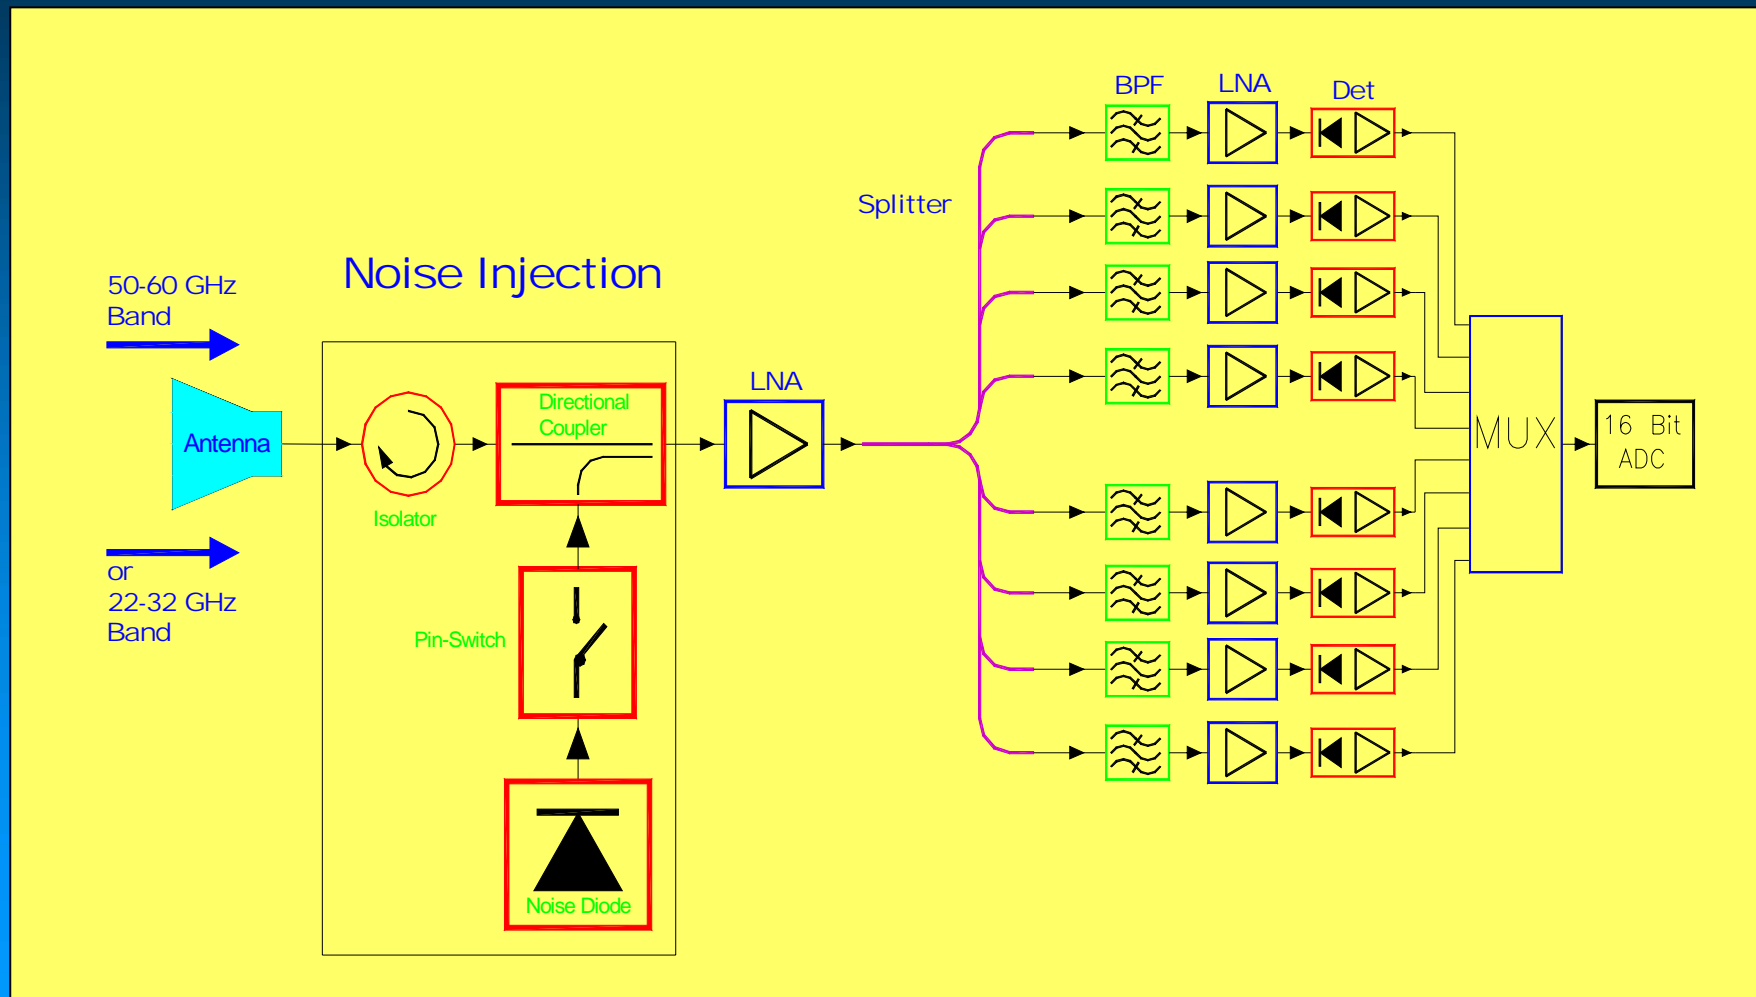 BPF
LNA
Det
Splitter
Noise Injection
50-60 GHz
Band
Antenna
Directional
Coupler
Isolator
LNA
MUX
16 Bit
ADC
or
22-32 GHz
Band
Pin-Switch
Noise Diode